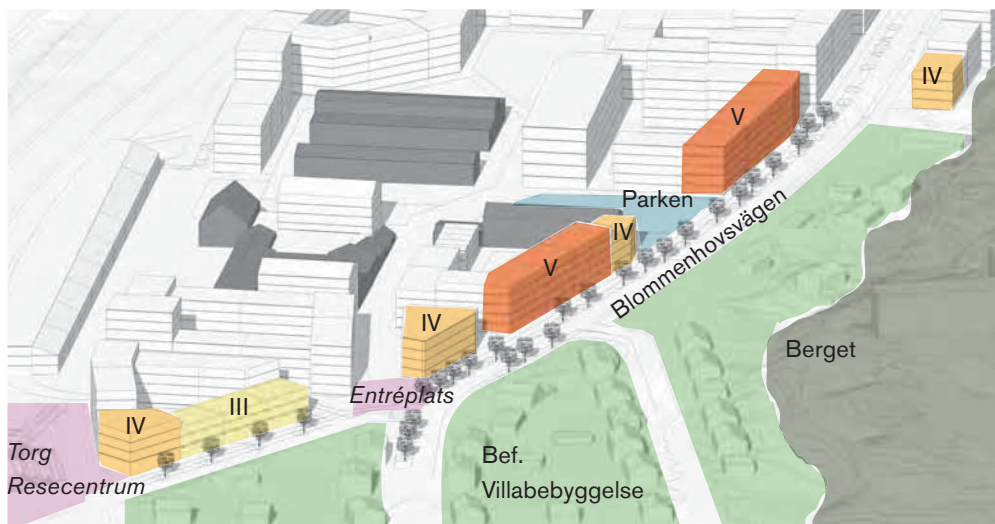 IV
V
Parken
IV
V
Blommenhovsvägen
IV
Berget
Entréplats
III
IV
Torg
Resecentrum
Bef.
Villabebyggelse